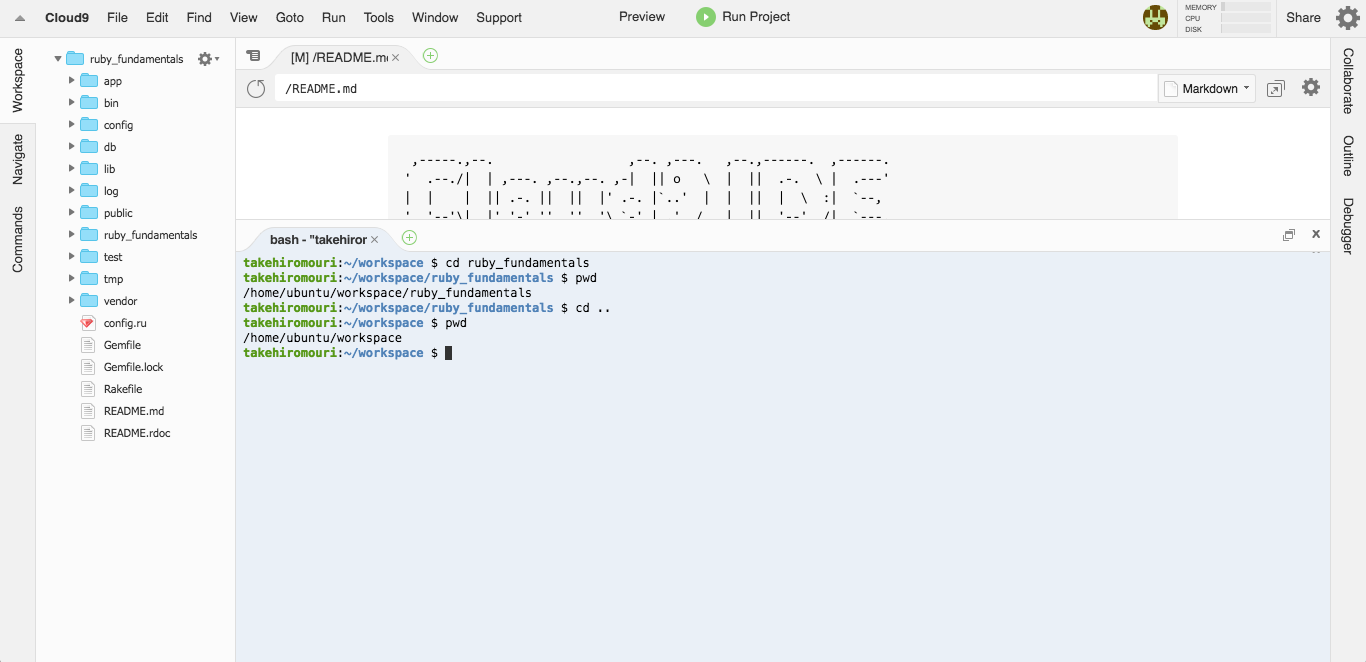 Cloud9 File Edit Find View Goto Run Tools Window Support Preview Run Project MEMORY CPU DISK Share
Workspace
Navigate
Commands
ruby_fundamentals
app
bin
config
db
lib
log
public
ruby_fundamentals
test
tmp
vendor
config.ru
Gemfile
Gemfile.lock
Rakefile
README.md
README.rdoc
[M] /README.m
/README.md Markdown
bash - "takehiror
takehiromouri:~/workspace $ cd ruby_fundamentals
takehiromouri:~/workspace/ruby_fundamentals $ pwd
/home/ubuntu/workspace/ruby_fundamentals
takehiromouri:~/workspace/ruby_fundamentals $ cd ..
takehiromouri:~/workspace $ pwd
/home/ubuntu/workspace
takehiromouri:~/workspace $
Collaborate
Outline
Debugger